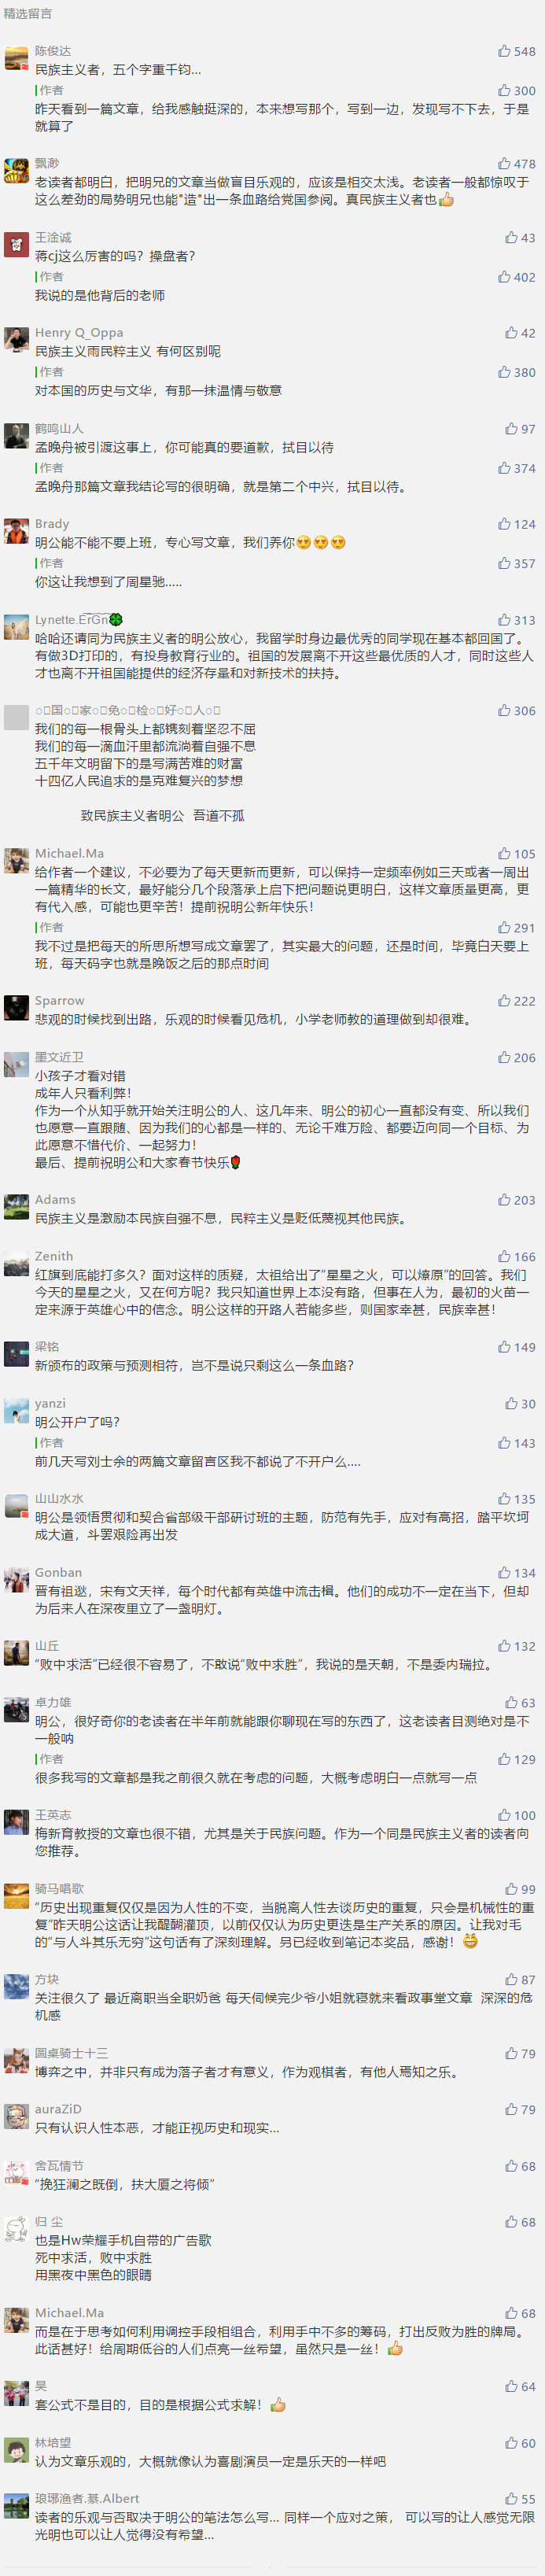 精选留言
陈俊达
548
民族主义者，五个字重千钧...
作者
300
昨天看到一篇文章，给我感触挺深的，本来想写那个，写到一边，发现写不下去，于是
就算了
飘渺
478
老读者都明白，把明兄的文章当做盲目乐观的，应该是相交太浅。老读者一般都惊叹于
这么差劲的局势明兄也能"造"出一条血路给党国参阅。真民族主义者也👍
王淦诚
43
蒋cj这么厉害的吗？操盘者？
作者
402
我说的是他背后的老师
Henry Q_Oppa
42
民族主义雨民粹主义 有何区别呢
作者
380
对本国的历史与文华，有那一抹温情与敬意
鹤鸣山人
97
孟晚舟被引渡这事上，你可能真的要道歉，拭目以待
作者
374
孟晚舟那篇文章我结论写的很明确，就是第二个中兴，拭目以待。
Brady
124
明公能不能不要上班，专心写文章，我们养你😍😍😍
作者
357
你这让我想到了周星驰.....
Lynette.ErGn🍀
313
哈哈还请同为民族主义者的明公放心，我留学时身边最优秀的同学现在基本都回国了。
有做3D打印的，有投身教育行业的。祖国的发展离不开这些最优质的人才，同时这些人
才也离不开祖国能提供的经济存量和对新技术的扶持。
国家免检好人
306
我们的每一根骨头上都镌刻着坚忍不屈
我们的每一滴血汗里都流淌着自强不息
五千年文明留下的是写满苦难的财富
十四亿人民追求的是克难复兴的梦想
致民族主义者明公 吾道不孤
Michael.Ma
105
给作者一个建议，不必要为了每天更新而更新，可以保持一定频率例如三天或者一周出
一篇精华的长文，最好能分几个段落承上启下把问题说更明白，这样文章质量更高，更
有代入感，可能也更辛苦！提前祝明公新年快乐！
作者
291
我不过是把每天的所思所想写成文章罢了，其实最大的问题，还是时间，毕竟白天要上
班，每天码字也就是晚饭之后的那点时间
Sparrow
222
悲观的时候找到出路，乐观的时候看见危机，小学老师教的道理做到却很难。
墨文近卫
206
小孩子才看对错
成年人只看利弊！
作为一个从知乎就开始关注明公的人、这几年来、明公的初心一直都没有变、所以我们
也愿意一直跟随、因为我们的心都是一样的、无论千难万险、都要迈向同一个目标、为
此愿意不惜代价、一起努力！
最后、提前祝明公和大家春节快乐🌹
Adams
203
民族主义是激励本民族自强不息，民粹主义是贬低蔑视其他民族。
Zenith
166
红旗到底能打多久？面对这样的质疑，太祖给出了“星星之火，可以燎原”的回答。我们
今天的星星之火，又在何方呢？我只知道世界上本没有路，但事在人为，最初的火苗一
定来源于英雄心中的信念。明公这样的开路人若能多些，则国家幸甚，民族幸甚！
梁铭
149
新颁布的政策与预测相符，岂不是说只剩这么一条血路？
yanzi
30
明公开户了吗？
作者
143
前几天写刘士余的两篇文章留言区我不都说了不开户么....
山山水水
135
明公是领悟贯彻和契合省部级干部研讨班的主题，防范有先手，应对有高招，踏平坎坷
成大道，斗罢艰险再出发
Gonban
134
晋有祖逖，宋有文天祥，每个时代都有英雄中流击楫。他们的成功不一定在当下，但却
为后来人在深夜里立了一盏明灯。
山丘
132
“败中求活”已经很不容易了，不敢说“败中求胜”，我说的是天朝，不是委内瑞拉。
卓力雄
63
明公，很好奇你的老读者在半年前就能跟你聊现在写的东西了，这老读者目测绝对是不
一般呐
作者
129
很多我写的文章都是我之前很久就在考虑的问题，大概考虑明白一点就写一点
王英志
100
梅新育教授的文章也很不错，尤其是关于民族问题。作为一个同是民族主义者的读者向
您推荐。
骑马唱歌
99
“历史出现重复仅仅是因为人性的不变，当脱离人性去谈历史的重复，只会是机械性的重
复”昨天明公这话让我醍醐灌顶，以前仅仅认为历史更迭是生产关系的原因。让我对毛
的“与人斗其乐无穷”这句话有了深刻理解。另已经收到笔记本奖品，感谢！😁
方块
87
关注很久了 最近离职当全职奶爸 每天伺候完少爷小姐就寝就来看政事堂文章 深深的危
机感
圆桌骑士十三
79
博弈之中，并非只有成为落子者才有意义，作为观棋者，有他人焉知之乐。
auraZiD
79
只有认识人性本恶，才能正视历史和现实...
舍瓦情节
68
“挽狂澜之既倒，扶大厦之将倾”
归 尘
68
也是Hw荣耀手机自带的广告歌
死中求活，败中求胜
用黑夜中黑色的眼睛
Michael.Ma
68
而是在于思考如何利用调控手段相组合，利用手中不多的筹码，打出反败为胜的牌局。
此话甚好！给周期低谷的人们点亮一丝希望，虽然只是一丝！👍
昊
64
套公式不是目的，目的是根据公式求解！👍
林培望
60
认为文章乐观的，大概就像认为喜剧演员一定是乐天的一样吧
琅琊渔者.綦.Albert
55
读者的乐观与否取决于明公的笔法怎么写... 同样一个应对之策， 可以写的让人感觉无限
光明也可以让人觉得没有希望...